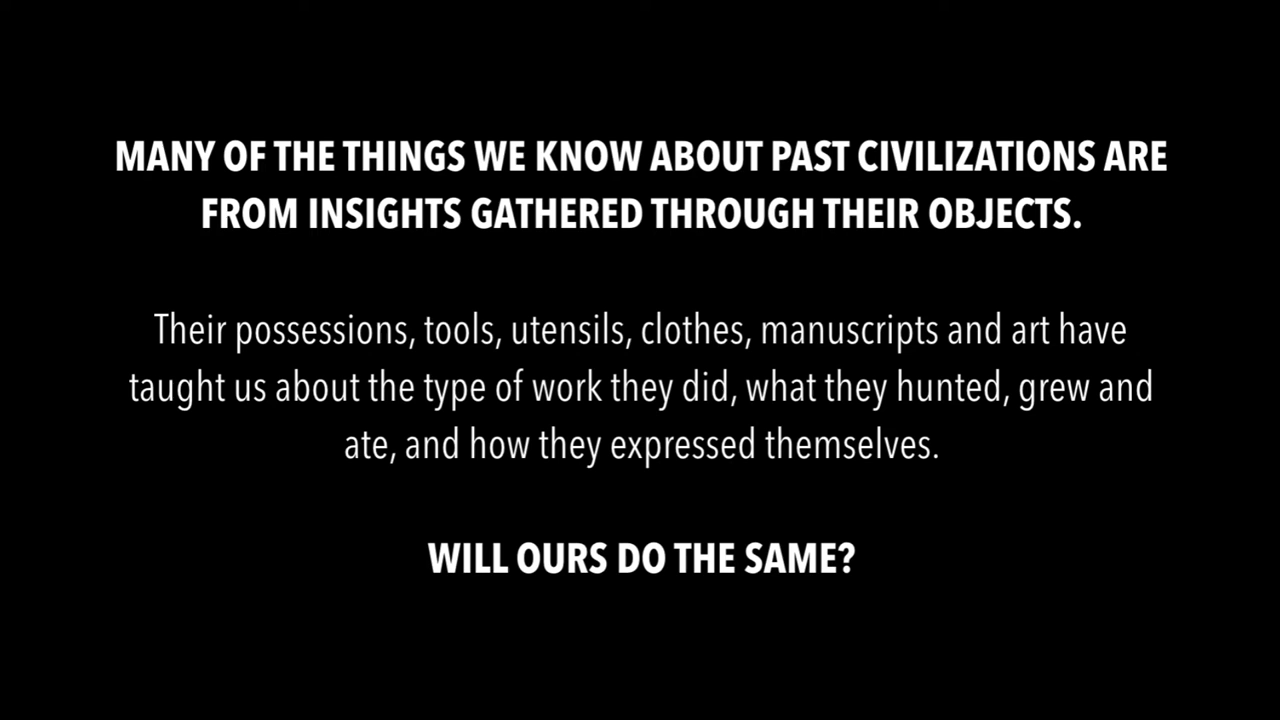 MANY OF THE THINGS WE KNOW ABOUT PAST CIVILIZATIONS ARE
FROM INSIGHTS GATHERED THROUGH THEIR OBJECTS.
Their possessions, tools, utensils, clothes, manuscripts and art have
taught us about the type of work they did, what they hunted, grew and
ate, and how they expressed themselves.
WILL OURS DO THE SAME?